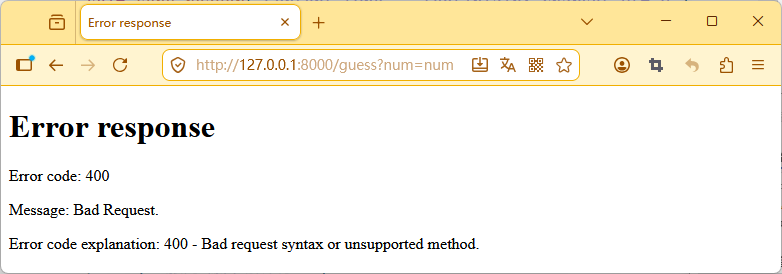 Error response
http://127.0.0.1:8000/guess?num=num
Error response
Error code: 400
Message: Bad Request.
Error code explanation: 400 - Bad request syntax or unsupported method.